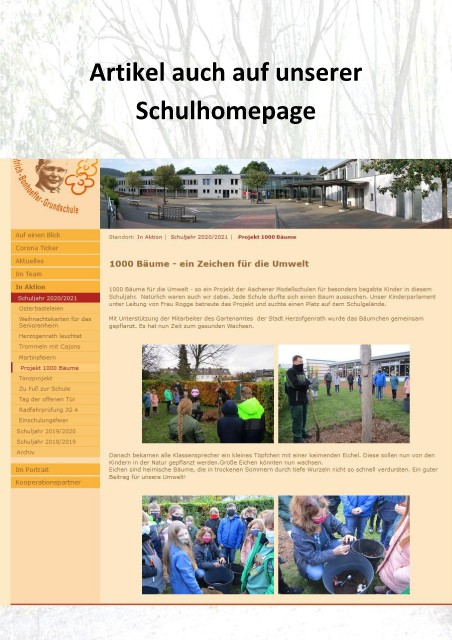 Artikel auch auf unserer
Schulhomepage
trich-Bonhoeffer-Grundschule
Auf einen Blick
Corona Ticker
Aktuelles
Im Team
In Aktion
Schuljahr 2020/2021
Osterbasteleien
Weihnachtskarten für das
Seniorenheim
Herzogenrath leuchtet
Trommeln mit Cajons
Martinsfeiern
Projekt 1000 Bäume
Tanzprojekt
Zu Fuß zur Schule
Tag der offenen Tür
Radfahrprüfung JG 4
Einschulungsfeier
Schuljahr 2019/2020
Schuljahr 2018/2019
Archiv
Im Portrait
Kooperationspartner
Standort: In Aktion | Schuljahr 2020/2021 | Projekt 1000 Bäume
1000 Bäume - ein Zeichen für die Umwelt
1000 Bäume für die Umwelt - so ein Projekt der Aachener Modellschulen für besonders begabte Kinder in diesem
Schuljahr. Natürlich waren auch wir dabei. Jede Schule durfte sich einen Baum aussuchen. Unser Kinderparlament
unter Leitung von Frau Rogge betreute das Projekt und suchte einen Platz auf dem Schulgelände.
Mit Unterstützung der Mitarbeiter des Gartenamtes der Stadt Herzogenrath wurde das Bäumchen gemeinsam
gepflanzt. Es hat nun Zeit zum gesunden Wachsen.
Danach bekamen alle Klassensprecher ein kleines Töpfchen mit einer keimenden Eichel. Diese sollen nun von den
Kindern in der Natur gepflanzt werden.Große Eichen könnten nun wachsen.
Eichen sind heimische Bäume, die in trockenen Sommern durch tiefe Wurzeln nicht so schnell verdursten. Ein guter
Beitrag für unsere Umwelt!